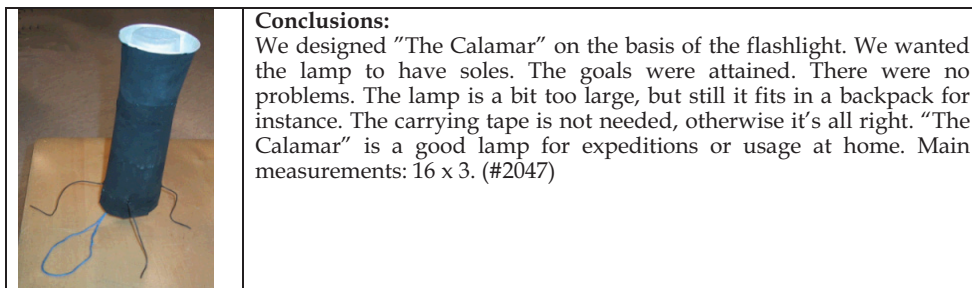 Conclusions:
We designed ”The Calamar” on the basis of the flashlight. We wanted
the lamp to have soles. The goals were attained. There were no
problems. The lamp is a bit too large, but still it fits in a backpack for
instance. The carrying tape is not needed, otherwise it’s all right. “The
Calamar” is a good lamp for expeditions or usage at home. Main
measurements: 16 x 3. (#2047)